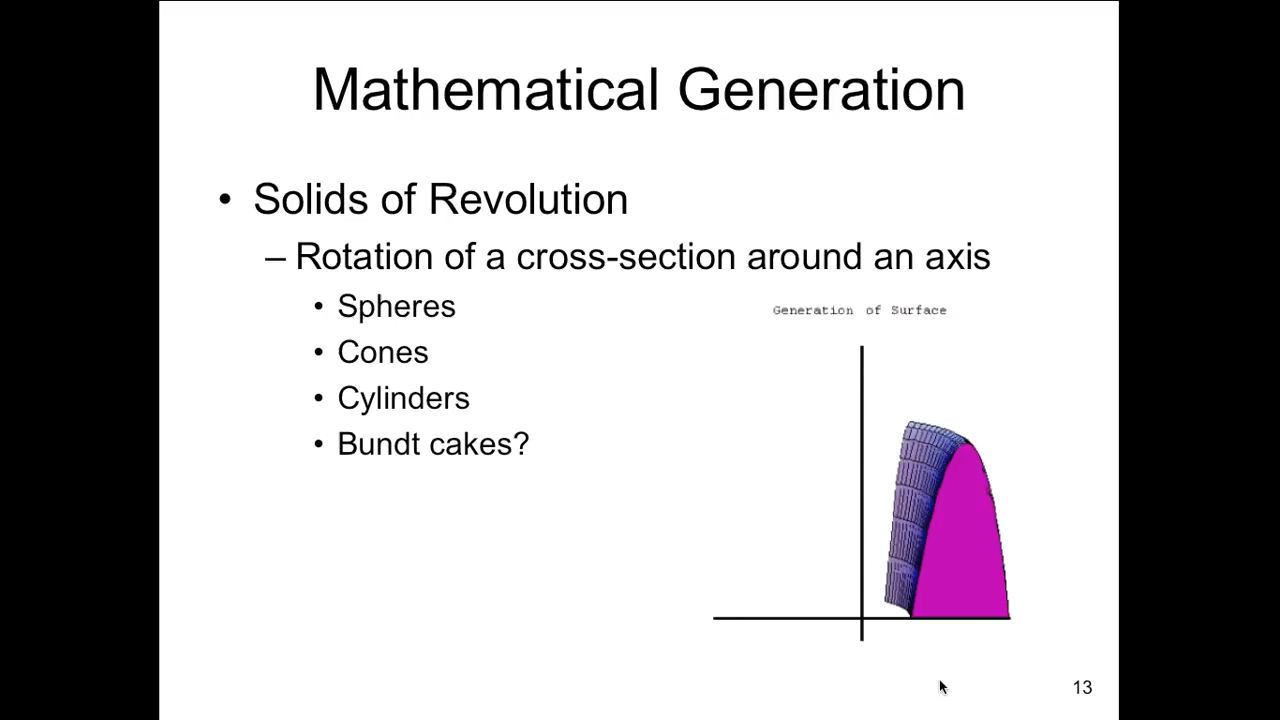 Mathematical Generation
• Solids of Revolution
– Rotation of a cross-section around an axis
• Spheres
• Cones
• Cylinders
• Bundt cakes?
Generation of Surface
13